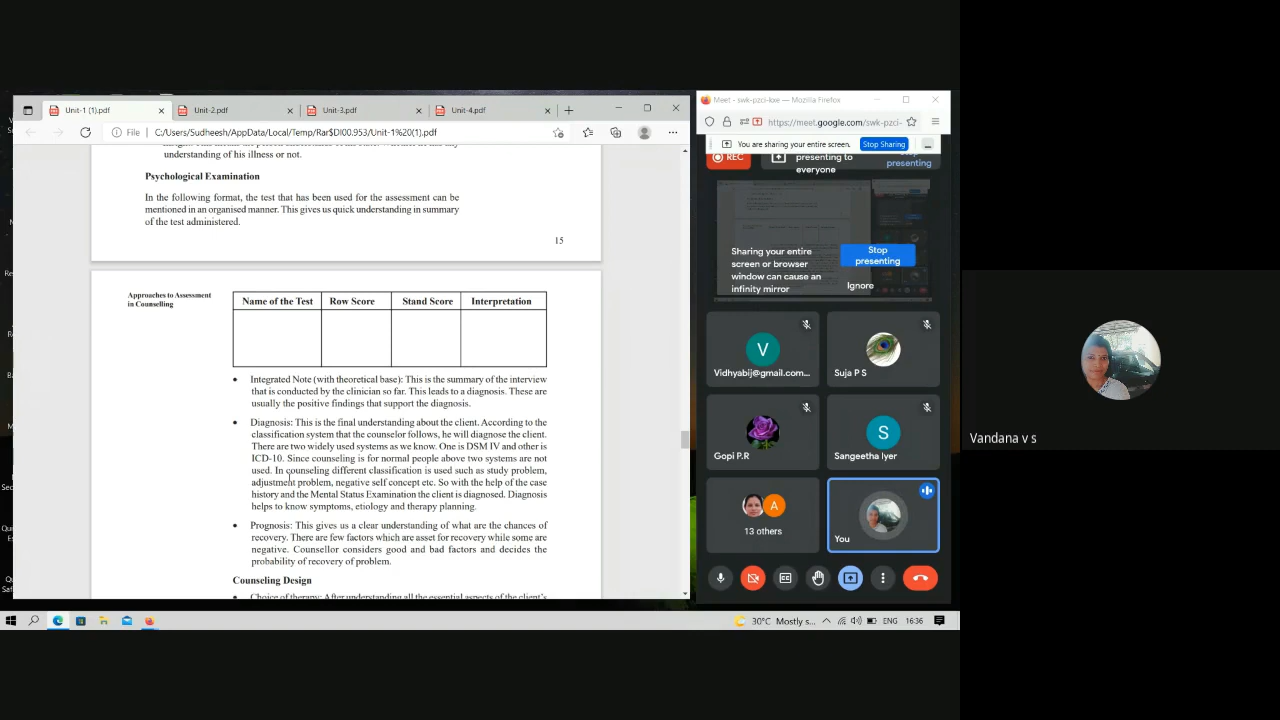 Unit-1 (1).pdf
Unit-2.pdf
Unit-3.pdf
Unit-4.pdf
File
C:/Users/Sudheesh/AppData/Local/Temp/Rar$DI00.953/Unit-1%20(1).pdf
understanding of his illness or not.
Psychological Examination
In the following format, the test that has been used for the assessment can be
mentioned in an organised manner. This gives us quick understanding in summary
of the test administered.
15
Approaches to Assessment
in Counselling
Name of the Test Row Score Stand Score Interpretation
• Integrated Note (with theoretical base): This is the summary of the interview
that is conducted by the clinician so far. This leads to a diagnosis. These are
usually the positive findings that support the diagnosis.
• Diagnosis: This is the final understanding about the client. According to the
classification system that the counselor follows, he will diagnose the client.
There are two widely used systems as we know. One is DSM IV and other is
ICD-10. Since counseling is for normal people above two systems are not
used. In counseling different classification is used such as study problem,
adjustment problem, negative self concept etc. So with the help of the case
history and the Mental Status Examination the client is diagnosed. Diagnosis
helps to know symptoms, etiology and therapy planning.
• Prognosis: This gives us a clear understanding of what are the chances of
recovery. There are few factors which are asset for recovery while some are
negative. Counsellor considers good and bad factors and decides the
probability of recovery of problem.
Counseling Design
• Choice of therapy: After understanding all the essential aspects of the client's
Meet – swk-pzci-kxe — Mozilla Firefox
https://meet.google.com/swk-pzci-
You are sharing your entire screen.
Stop Sharing
REC
presenting to
everyone
presenting
Sharing your entire
screen or browser
window can cause an
infinity mirror
Stop
presenting
Ignore
V
Vidhyabij@gmail.com...
Suja P S
Gopi P.R
S
Sangeetha Iyer
A
13 others
You
Vandana v s
30°C Mostly s...
ENG
16:36